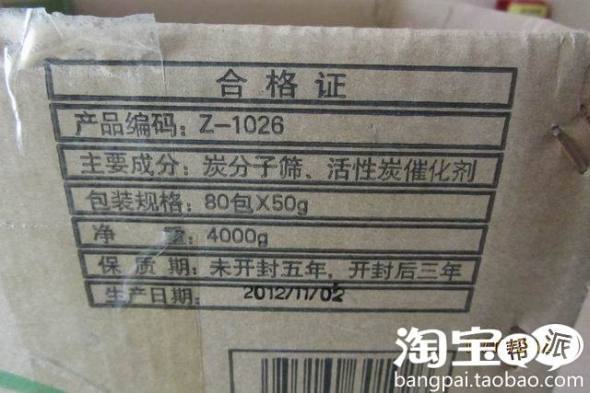 合格证
产品编码：Z-1026
主要成分：炭分子筛、活性炭催化剂
包装规格：80包X50g
净 量：4000g
保质期：未开封五年，开封后三年
生产日期：2012/11/02
淘宝帮派
bangpai.taobao.com